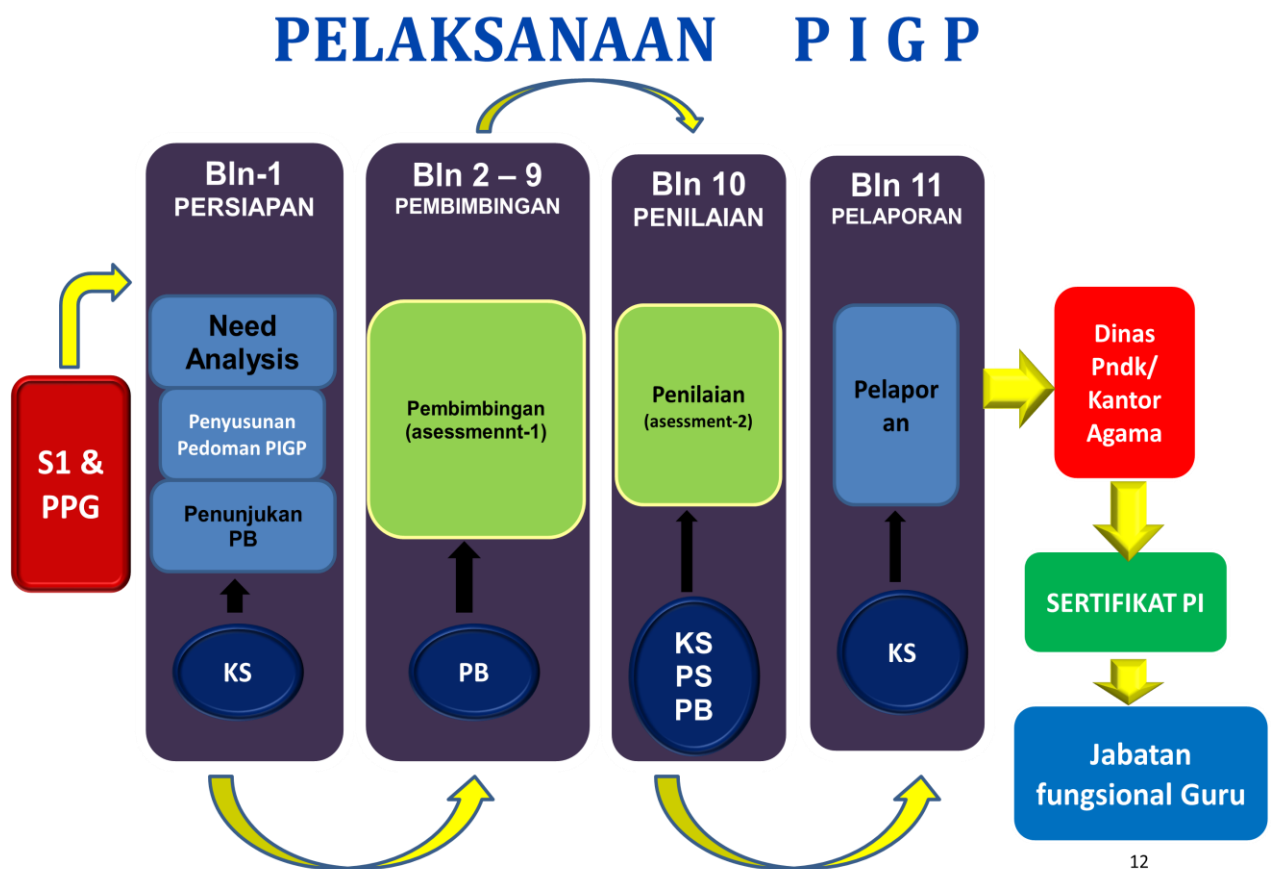 PELAKSANAAN P I G P
Bln-1
PERSIAPAN
Need
Analysis
Penyusunan
Pedoman PIGP
Penunjukan
PB
KS
Bln 2 – 9
PEMBIMBINGAN
Pembimbingan
(asessmennt-1)
PB
Bln 10
PENILAIAN
Penilaian
(asessment-2)
KS
PS
PB
Bln 11
PELAPORAN
Pelapor
an
KS
S1 &
PPG
Dinas
Pndk/
Kantor
Agama
SERTIFIKAT PI
Jabatan
fungsional Guru
12